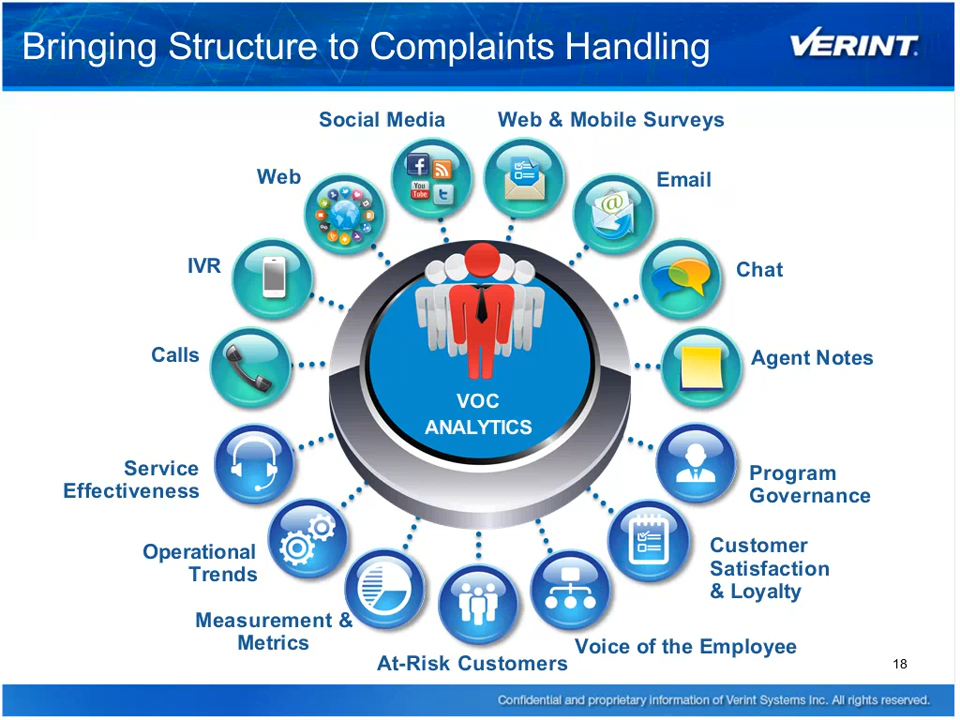 Bringing Structure to Complaints Handling
VERINT.
Social Media
Web & Mobile Surveys
Web
Email
You
Tube
IVR
Chat
Calls
Agent Notes
VOC
ANALYTICS
Service
Effectiveness
Program
Governance
Operational
Trends
Customer
Satisfaction
& Loyalty
Measurement &
Metrics
Voice of the Employee
At-Risk Customers
18
Confidential and proprietary information of Verint Systems Inc. All rights reserved.